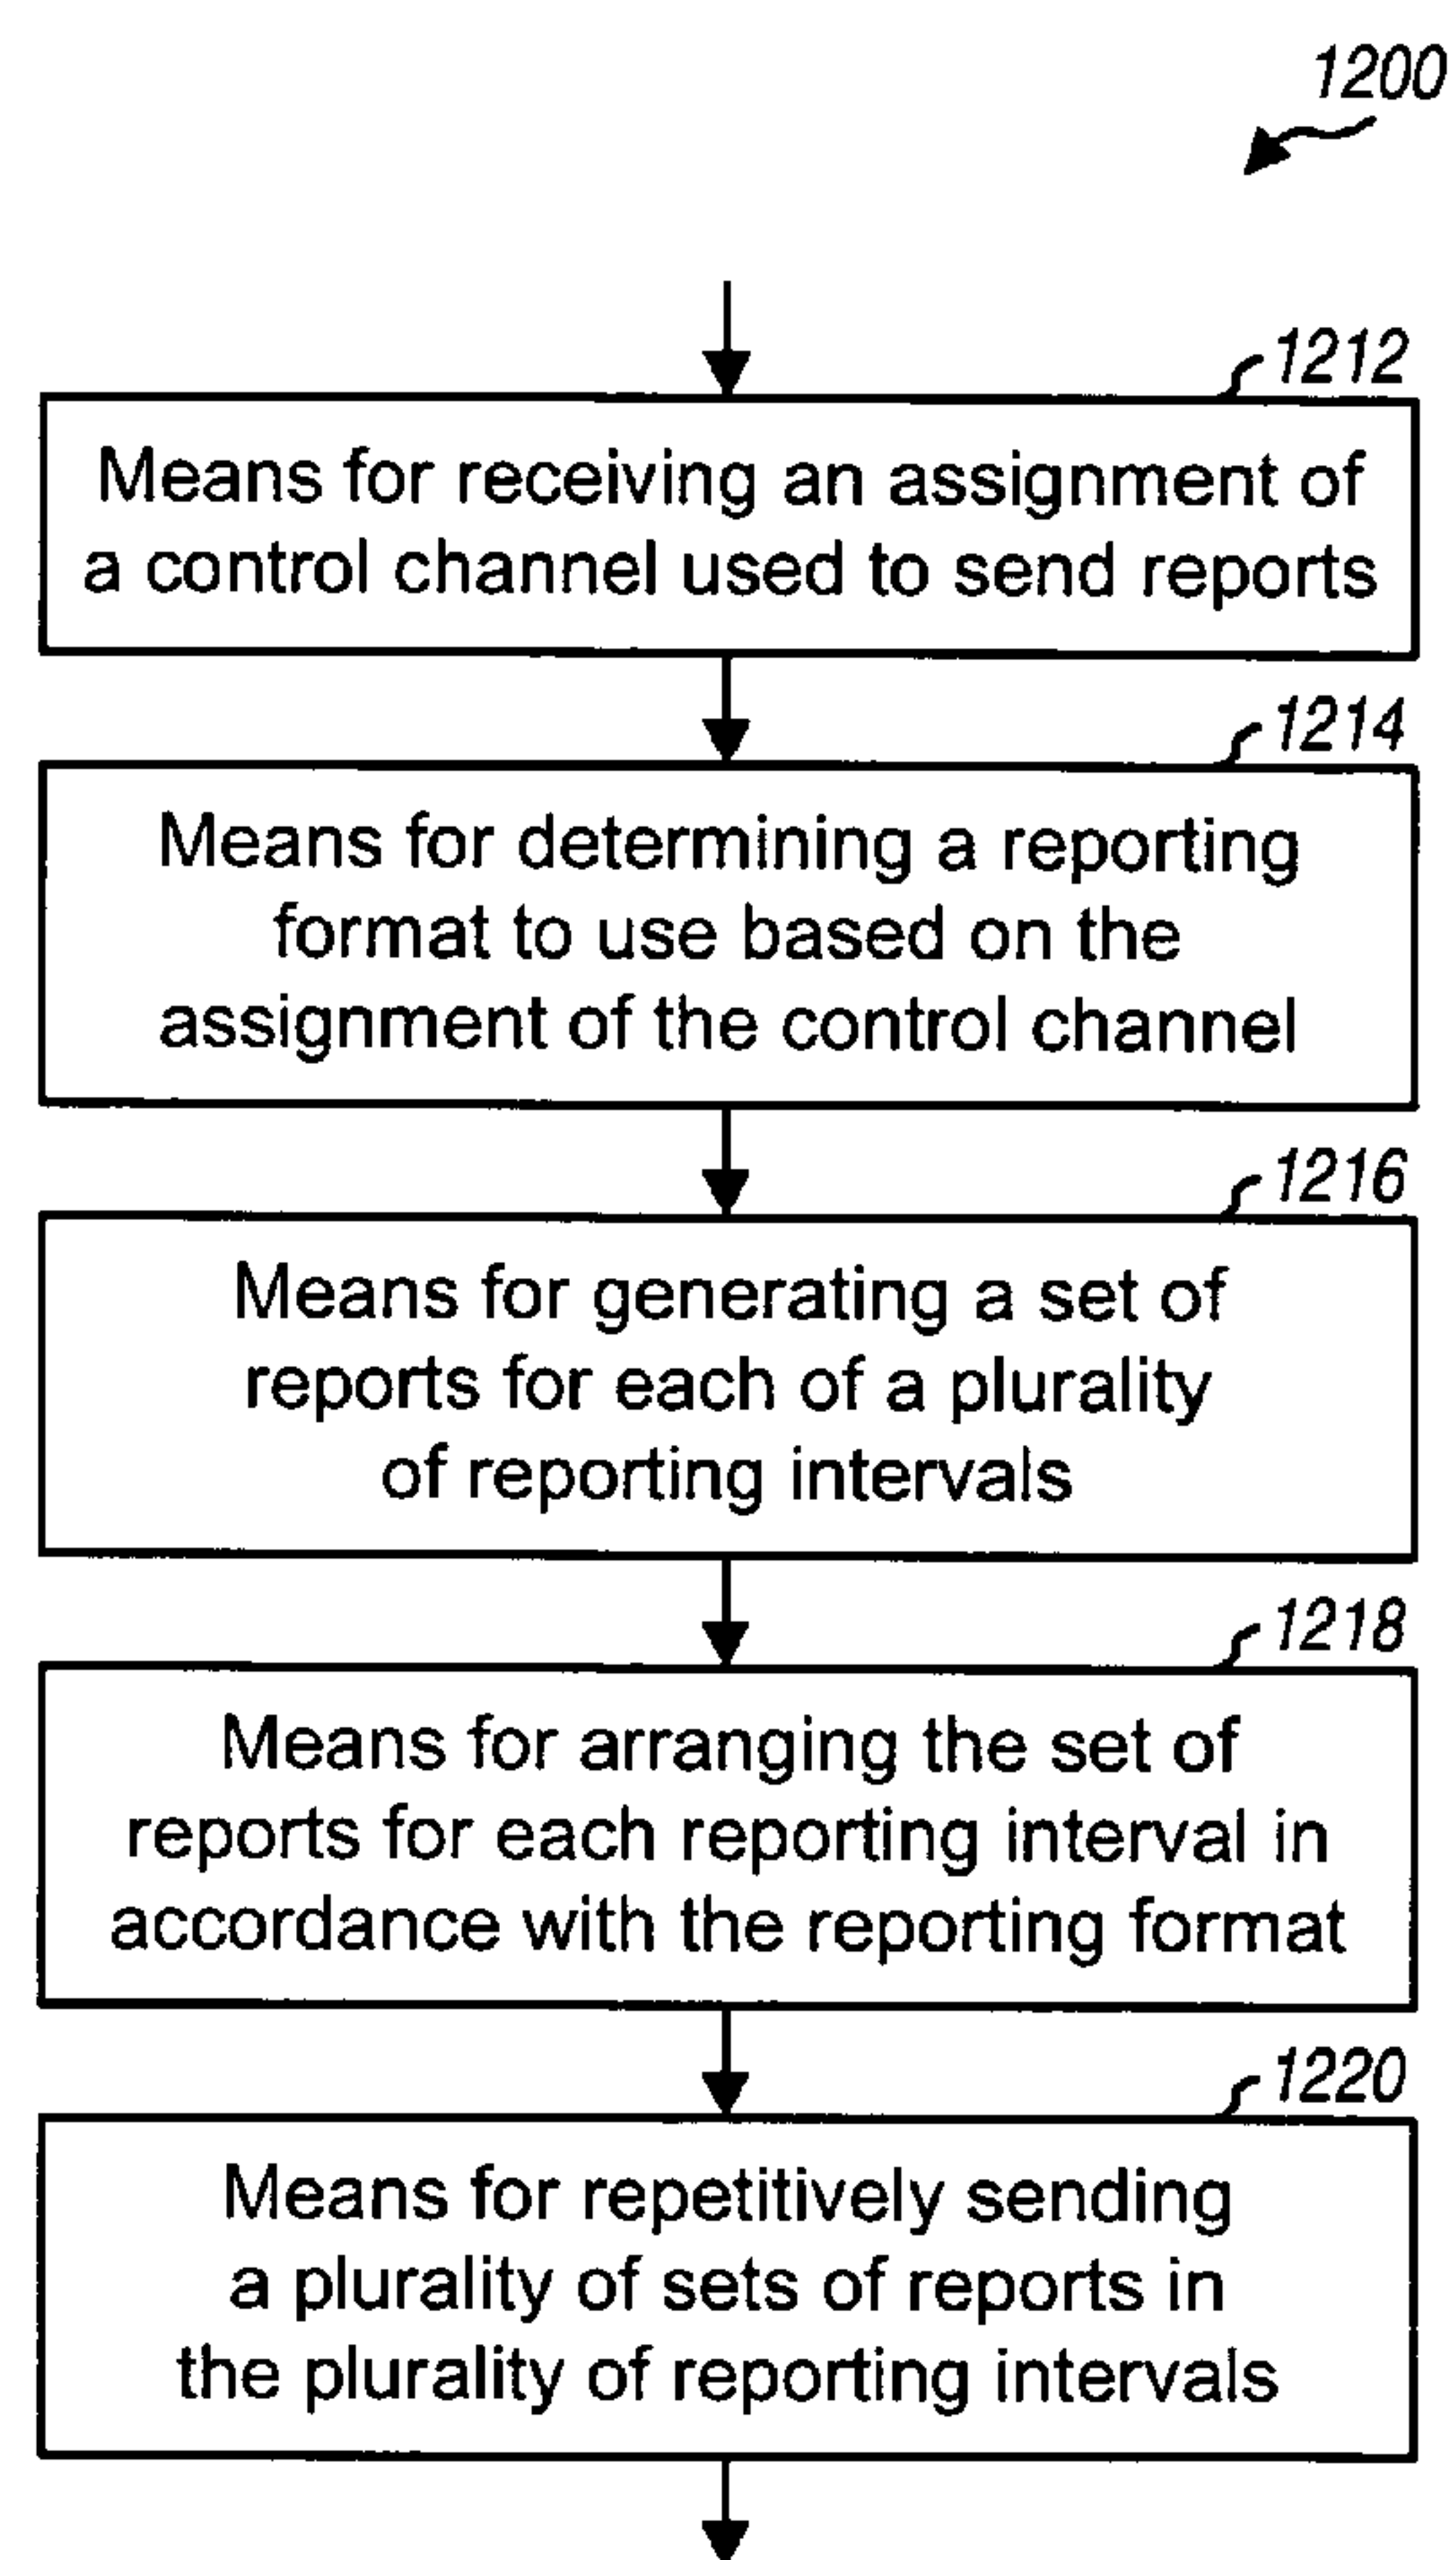 1200
1212
Means for receiving an assignment of
a control channel used to send reports
1214
Means for determining a reporting
format to use based on the
assignment of the control channel
1216
Means for generating a set of
reports for each of a plurality
of reporting intervals
1218
Means for arranging the set of
reports for each reporting interval in
accordance with the reporting format
1220
Means for repetitively sending
a plurality of sets of reports in
the plurality of reporting intervals